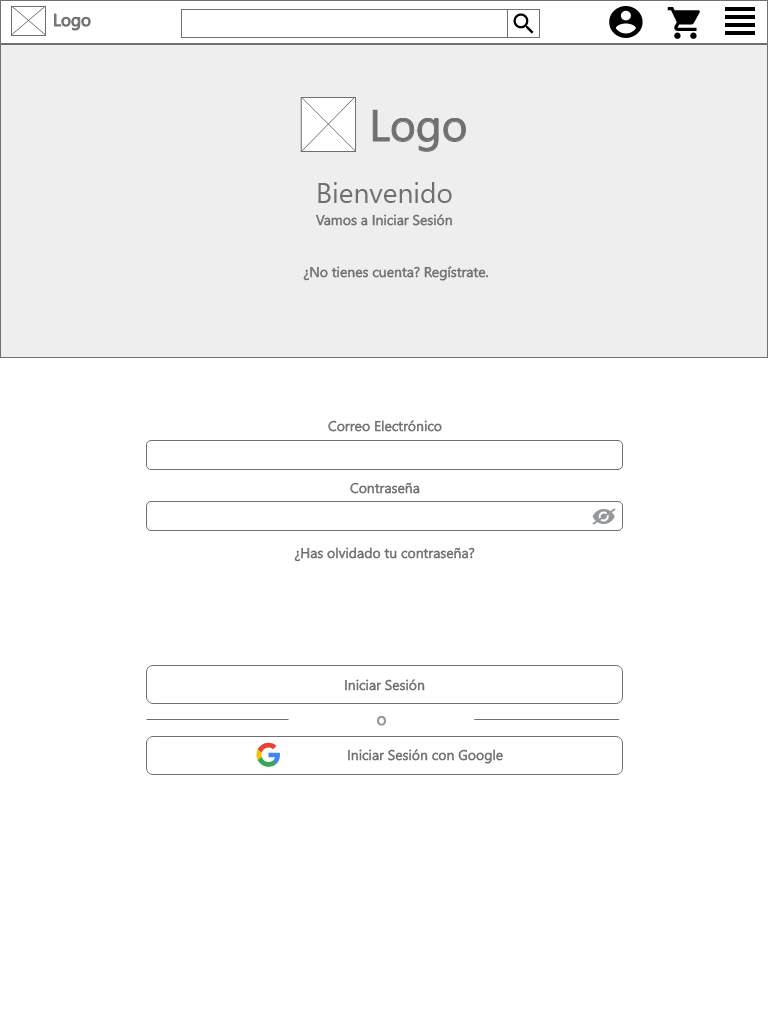 Logo
Logo
Bienvenido
Vamos a Iniciar Sesión
¿No tienes cuenta? Regístrate.
Correo Electrónico
Contraseña
¿Has olvidado tu contraseña?
Iniciar Sesión
o
Iniciar Sesión con Google